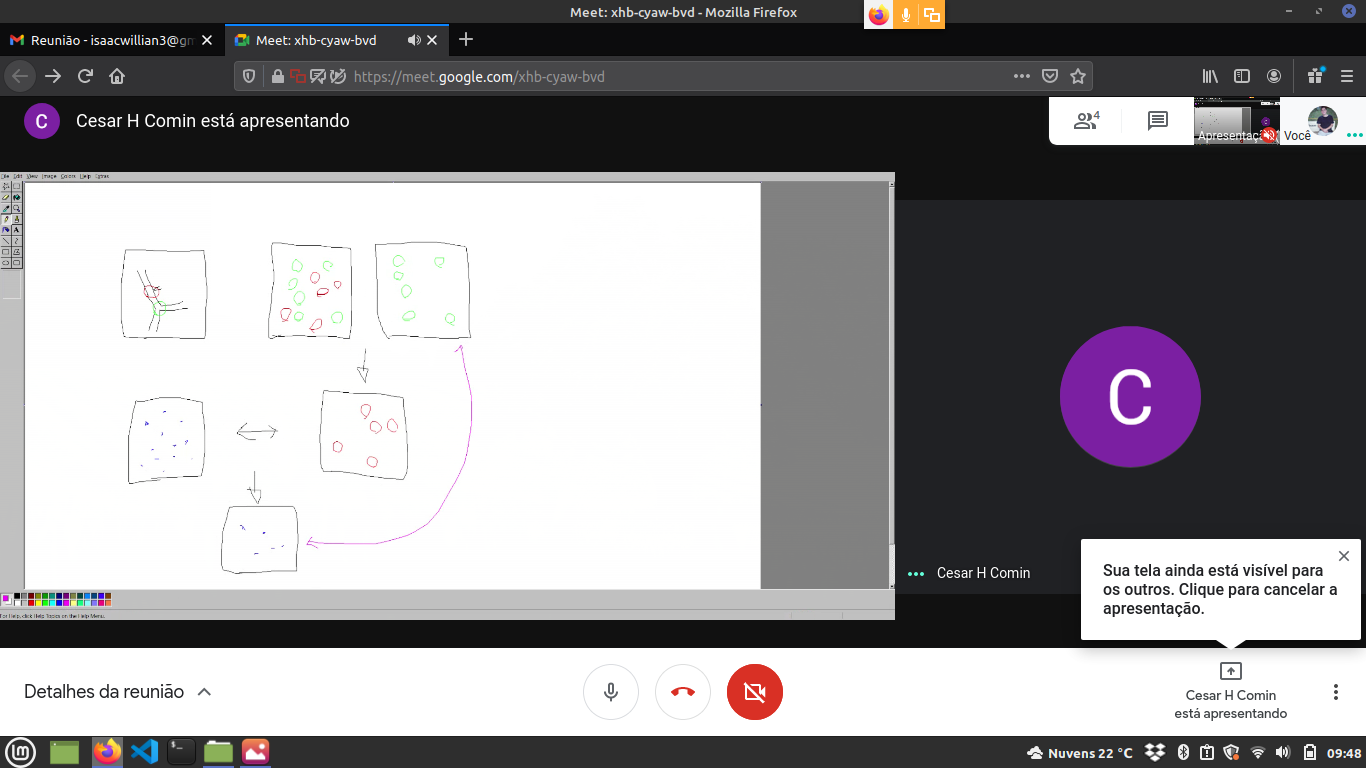 Meet: xhb-cyaw-bvd - Mozilla Firefox
Reunião - isaacwillian3@gm
Meet: xhb-cyaw-bvd
https://meet.google.com/xhb-cyaw-bvd
C
Cesar H Comin está apresentando
4
Apresentaç
Você
File Edit View Image Colors Help Extras
A
C
Cesar H Comin
Sua tela ainda está visível para
os outros. Clique para cancelar a
apresentação.
For Help, click Help Topics on the Help Menu.
Detalhes da reunião
Cesar H Comin
está apresentando
Nuvens 22 °C
09:48